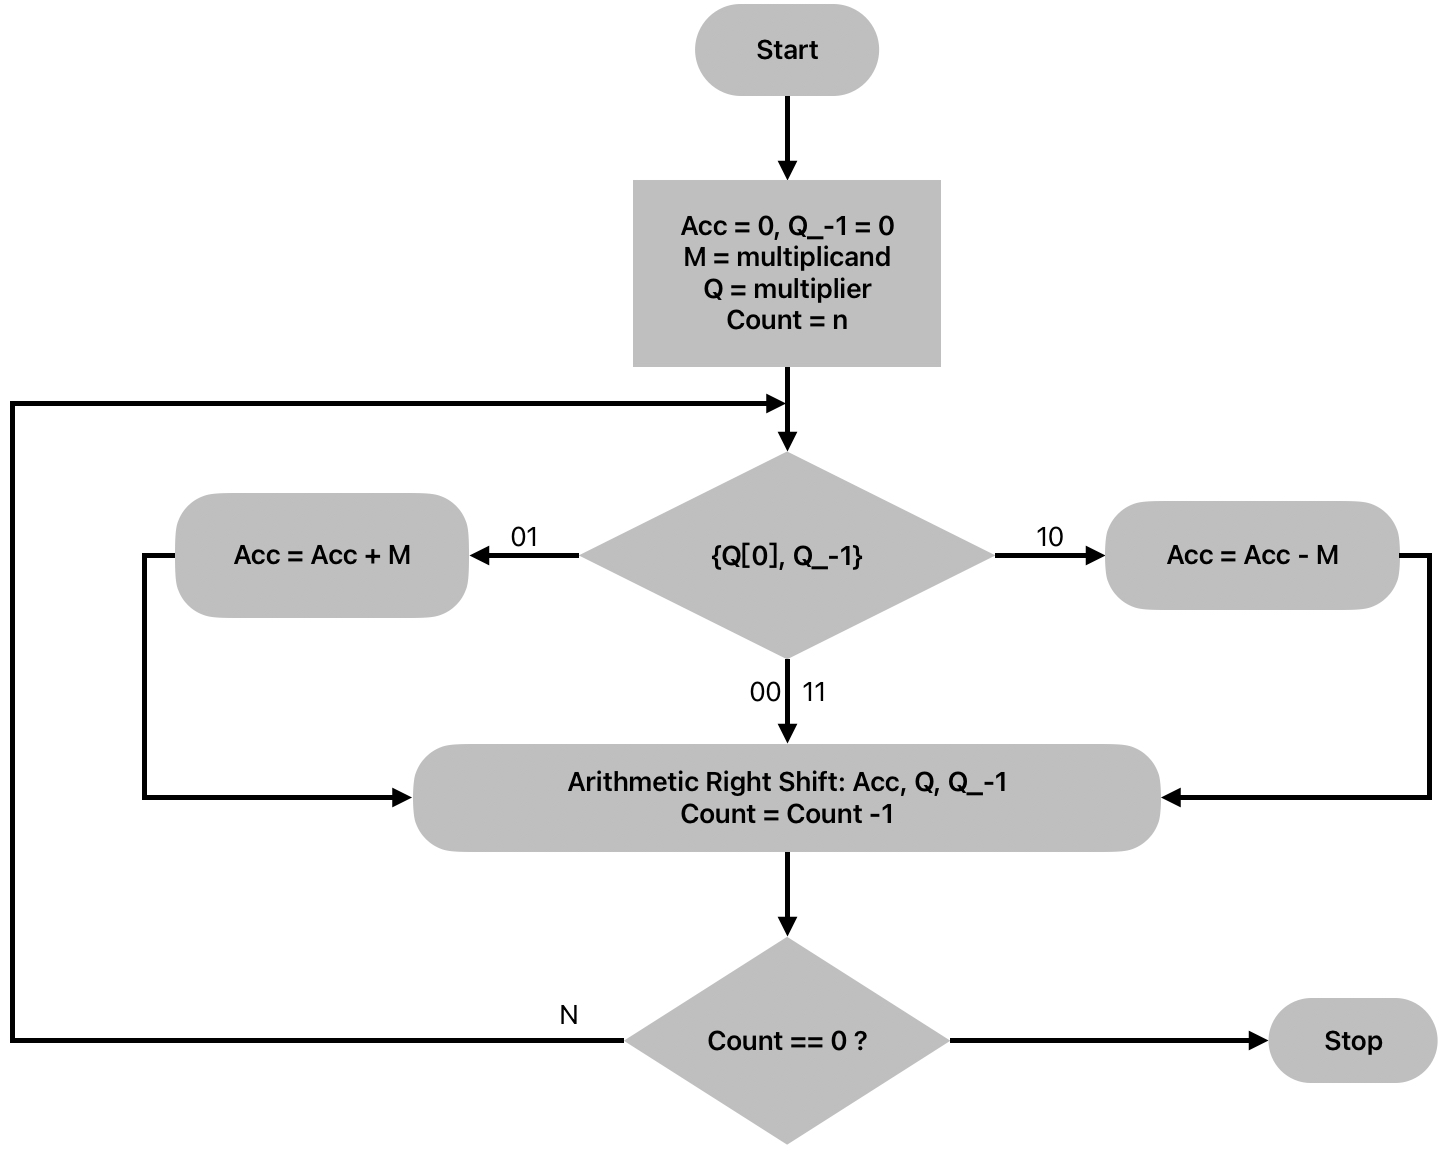 Start
Acc = 0, Q_-1 = 0
M = multiplicand
Q = multiplier
Count = n
Acc = Acc + M
01
{Q[0], Q_-1}
10
Acc = Acc - M
00
11
Arithmetic Right Shift: Acc, Q, Q_-1
Count = Count -1
N
Count == 0 ?
Stop